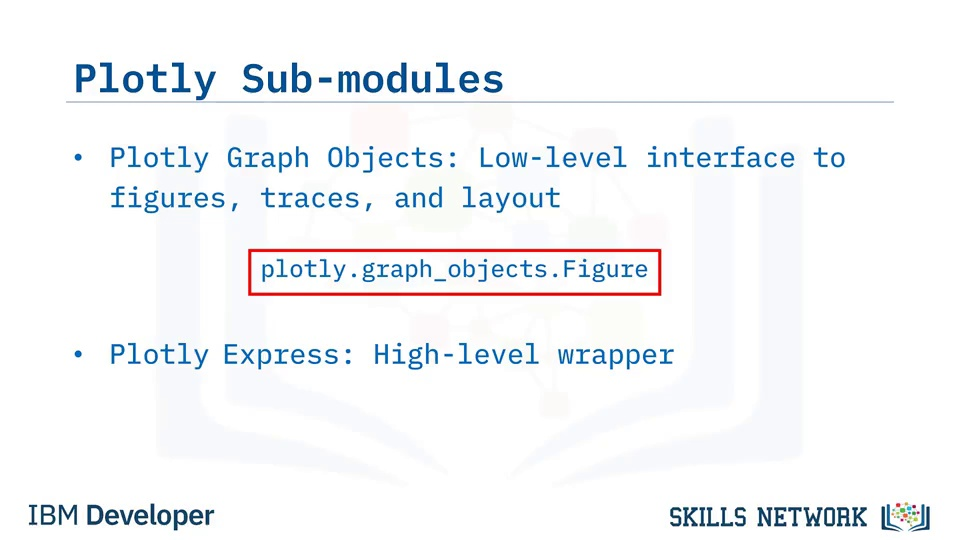 Plotly Sub-modules
• Plotly Graph Objects: Low-level interface to
figures, traces, and layout
plotly.graph_objects.Figure
• Plotly Express: High-level wrapper
IBM Developer
SKILLS NETWORK